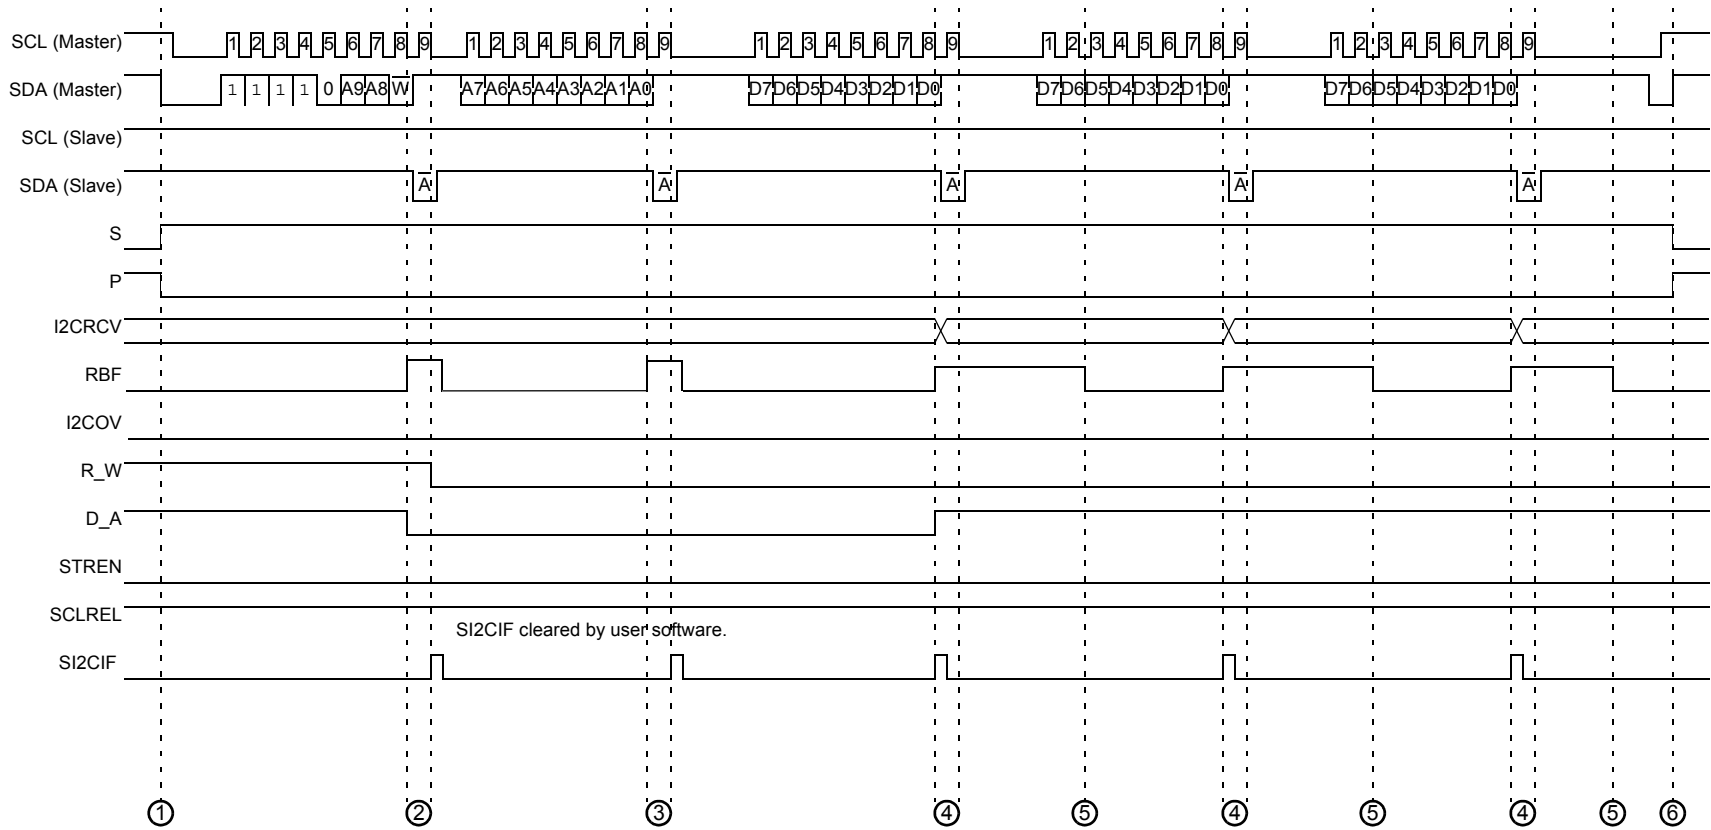 SCL (Master) 1 2 3 4 5 6 7 8 9 1 2 3 4 5 6 7 8 9 1 2 3 4 5 6 7 8 9 1 2 3 4 5 6 7 8 9 1 2 3 4 5 6 7 8 9
SDA (Master) 1 1 1 1 0 A9 A8 W̅ A7 A6 A5 A4 A3 A2 A1 A0 D7 D6 D5 D4 D3 D2 D1 D0 D7 D6 D5 D4 D3 D2 D1 D0 D7 D6 D5 D4 D3 D2 D1 D0
SCL (Slave)
SDA (Slave) A̅ A̅ A̅ A̅ A̅
S
P
I2CRCV
RBF
I2COV
R_W
D_A
STREN
SCLREL
SI2CIF cleared by user software.
SI2CIF
1 2 3 4 5 4 5 4 5 6